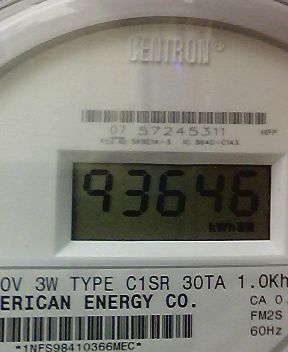 CENTRON®
07 57245311
93646
kWh
0V 3W TYPE C1SR 30TA 1.0Kh
ERICAN ENERGY CO.
CA 0.
FM2S
60Hz
*1NFS98410366MEC*